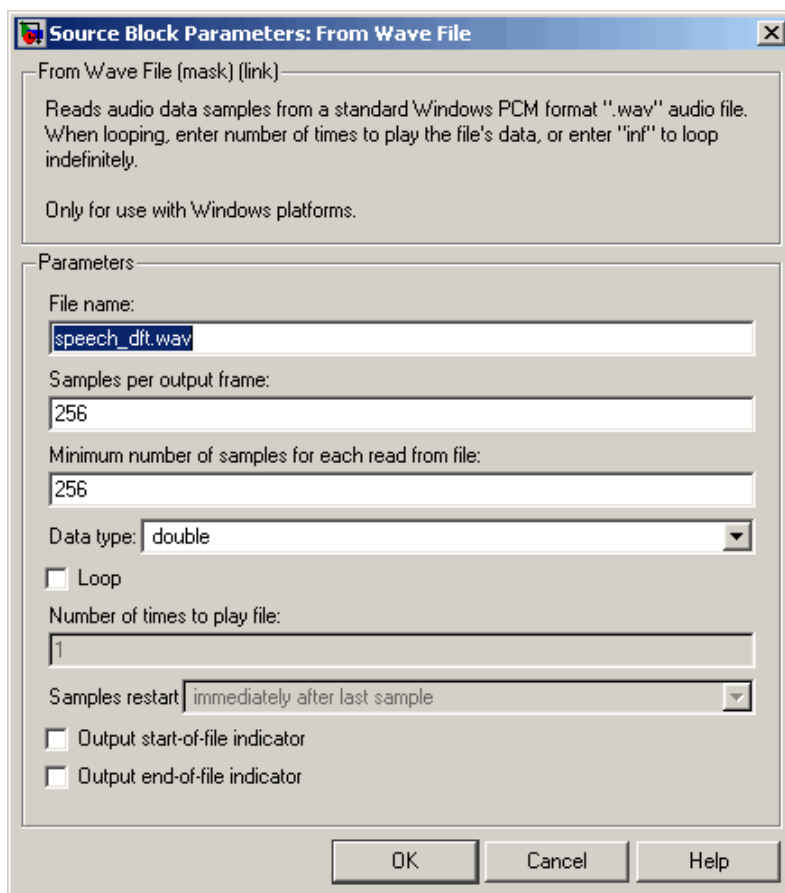 Source Block Parameters: From Wave File
From Wave File (mask) (link)
Reads audio data samples from a standard Windows PCM format ".wav" audio file.
When looping, enter number of times to play the file's data, or enter "inf" to loop
indefinitely.
Only for use with Windows platforms.
Parameters
File name:
speech_dft.wav
Samples per output frame:
256
Minimum number of samples for each read from file:
256
Data type: double
Loop
Number of times to play file:
1
Samples restart immediately after last sample
Output start-of-file indicator
Output end-of-file indicator
OK Cancel Help